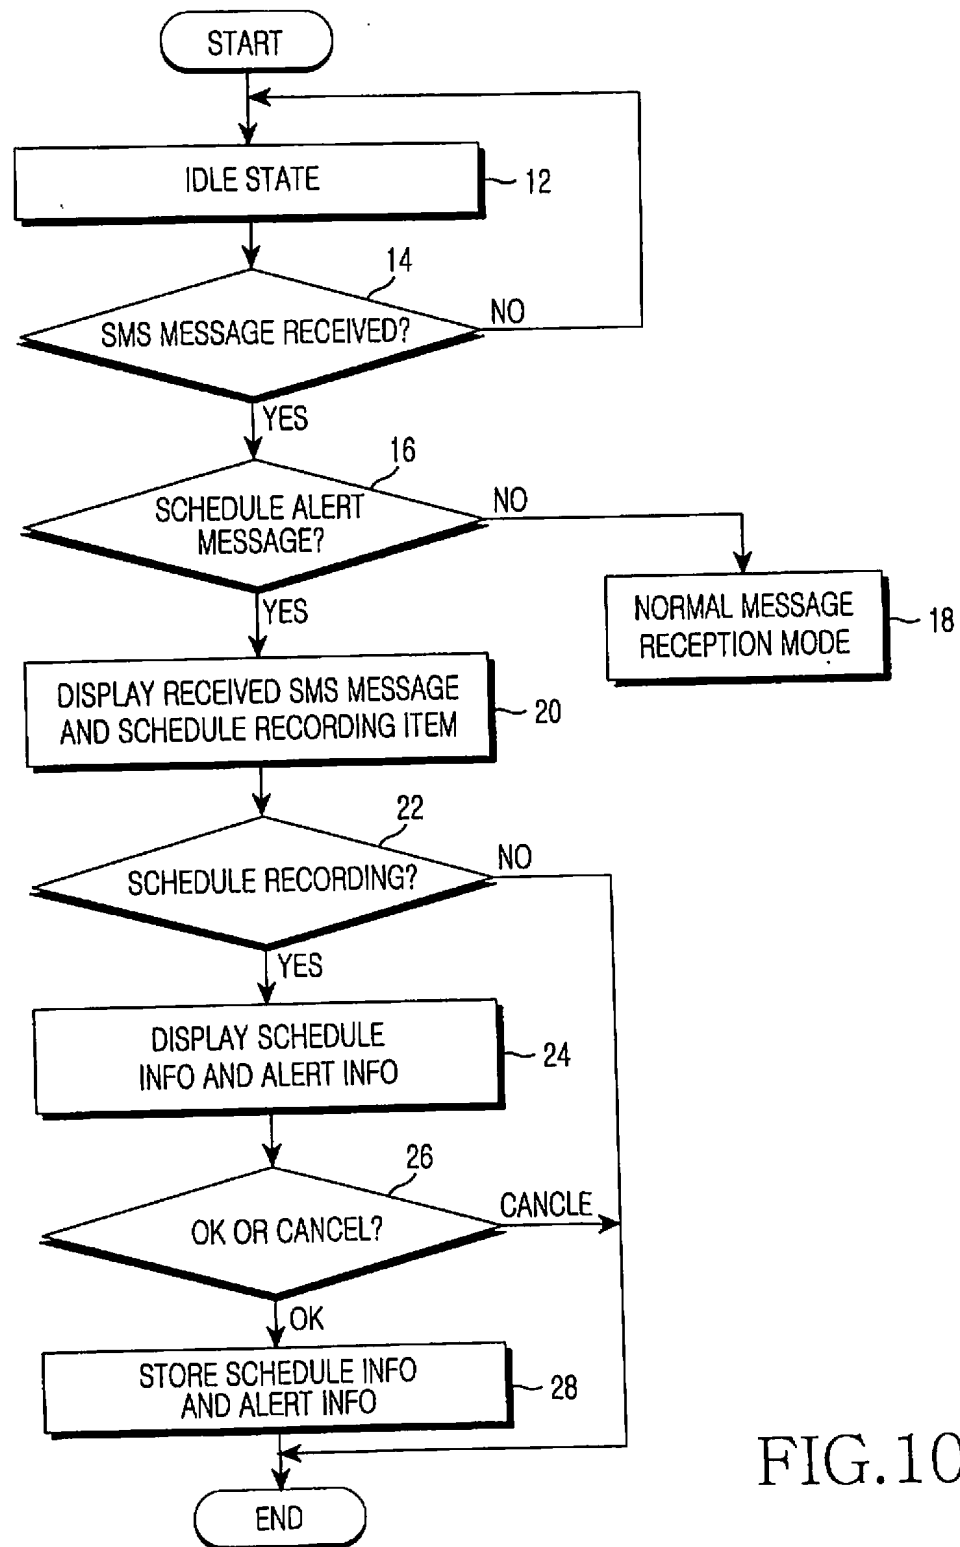 START
IDLE STATE
12
14
SMS MESSAGE RECEIVED?
NO
YES
16
SCHEDULE ALERT
MESSAGE?
NO
YES
NORMAL MESSAGE
RECEPTION MODE
18
DISPLAY RECEIVED SMS MESSAGE
AND SCHEDULE RECORDING ITEM
20
22
SCHEDULE RECORDING?
NO
YES
DISPLAY SCHEDULE
INFO AND ALERT INFO
24
26
OK OR CANCEL?
CANCLE
OK
STORE SCHEDULE INFO
AND ALERT INFO
28
END
FIG.10